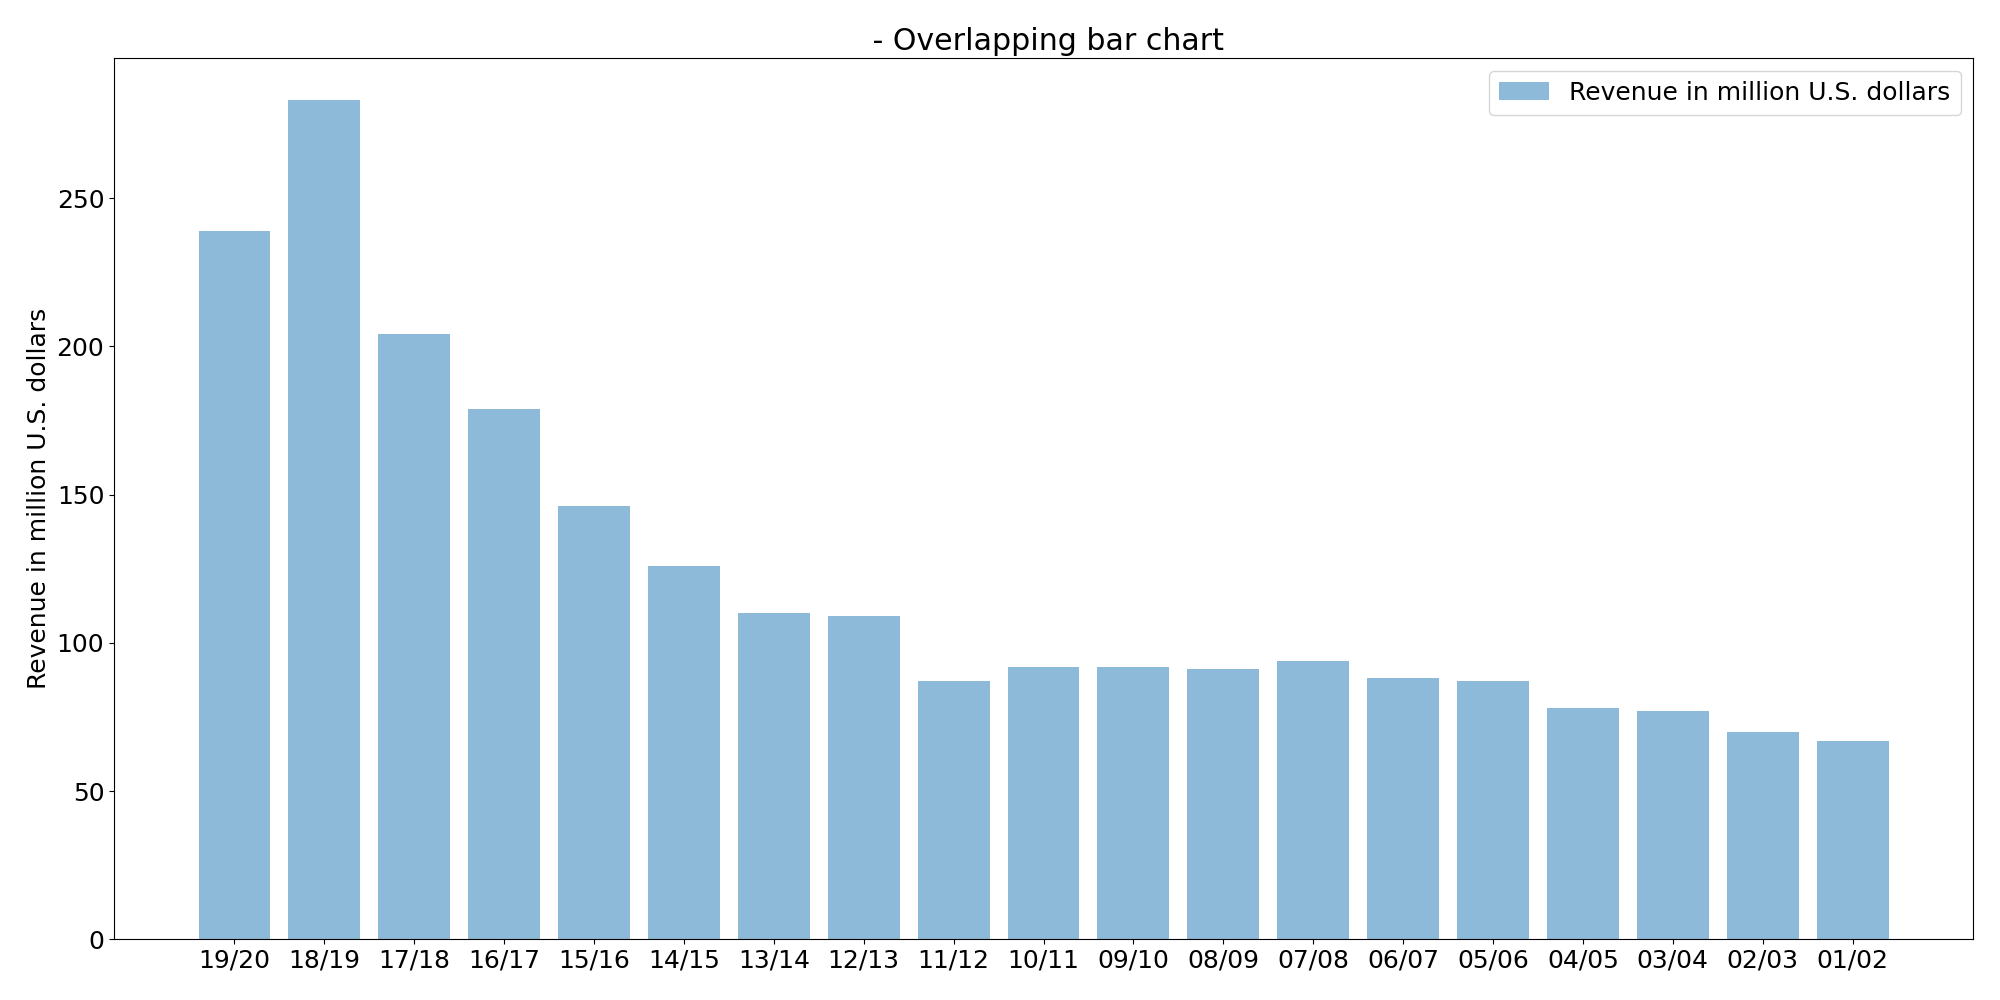 - Overlapping bar chart
Revenue in million U.S. dollars
Revenue in million U.S. dollars
250
200
150
100
50
0
19/20 18/19 17/18 16/17 15/16 14/15 13/14 12/13 11/12 10/11 09/10 08/09 07/08 06/07 05/06 04/05 03/04 02/03 01/02